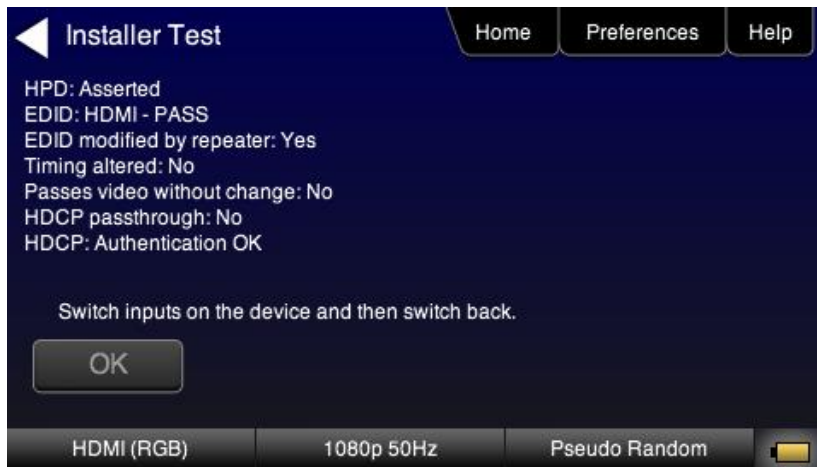 Installer Test
Home
Preferences
Help
HPD: Asserted
EDID: HDMI - PASS
EDID modified by repeater: Yes
Timing altered: No
Passes video without change: No
HDCP passthrough: No
HDCP: Authentication OK
Switch inputs on the device and then switch back.
OK
HDMI (RGB)
1080p 50Hz
Pseudo Random